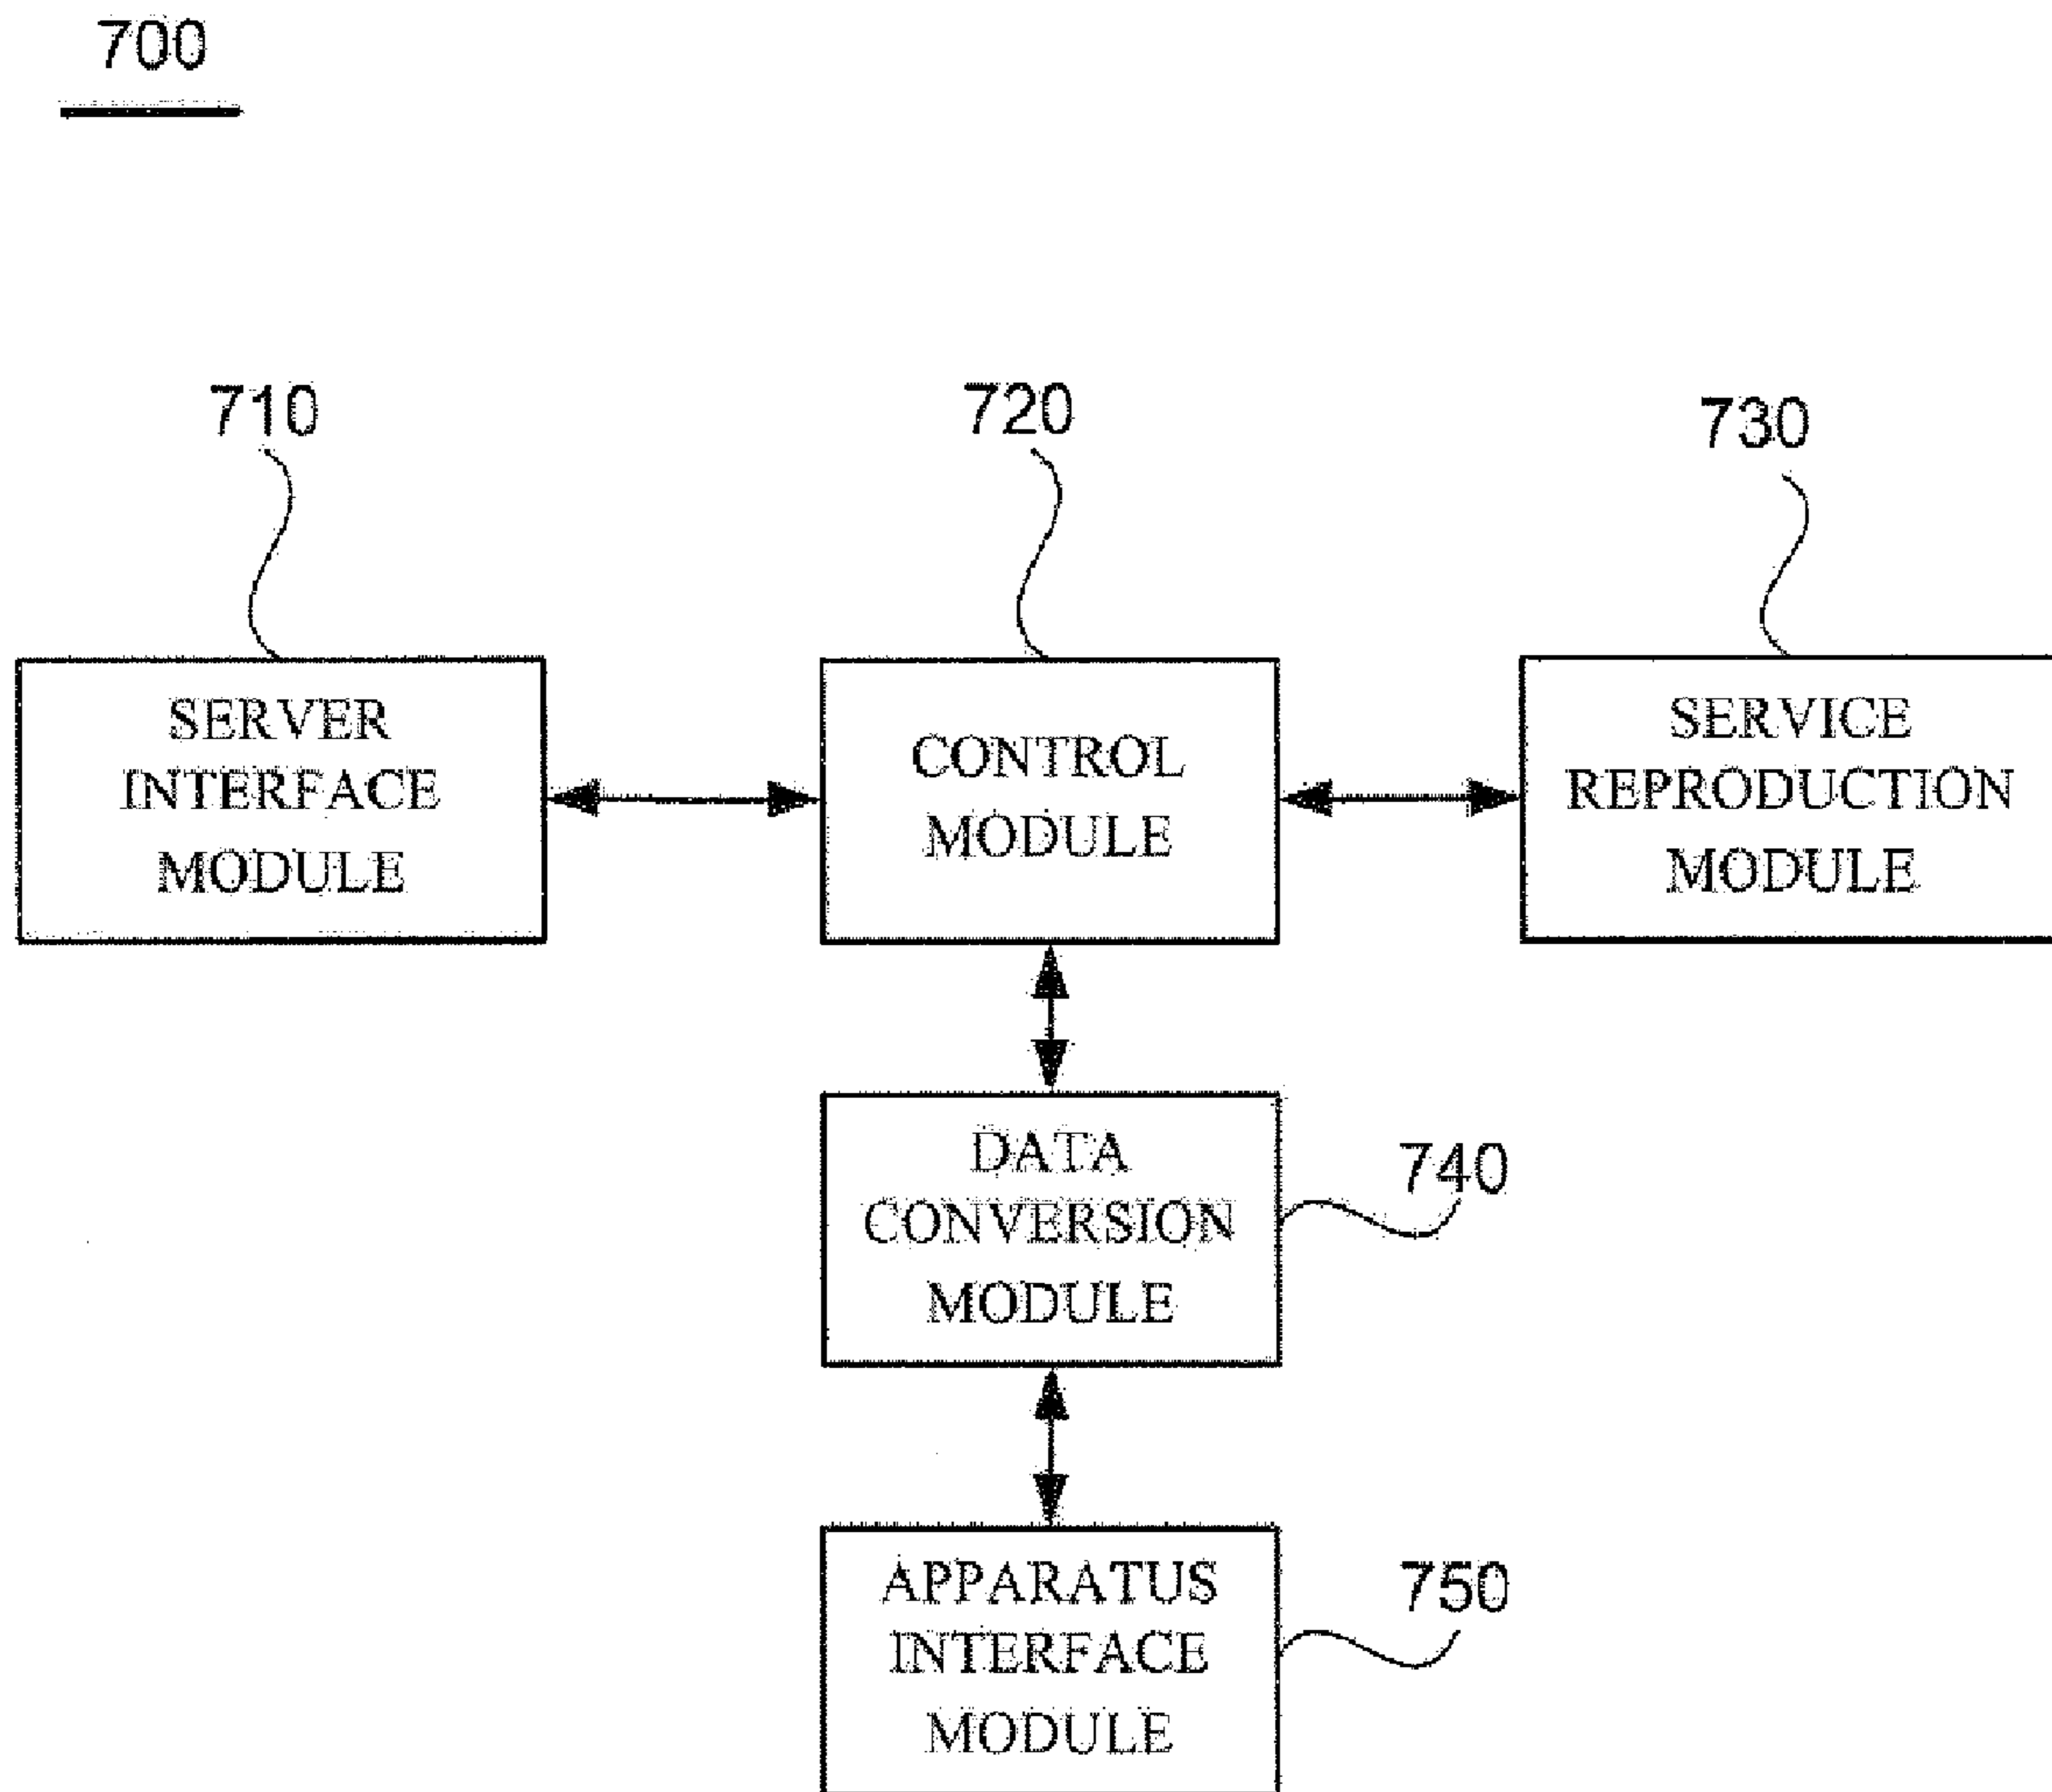 700
710
720
730
SERVER
INTERFACE
MODULE
CONTROL
MODULE
SERVICE
REPRODUCTION
MODULE
DATA
CONVERSION
MODULE
740
APPARATUS
INTERFACE
MODULE
750